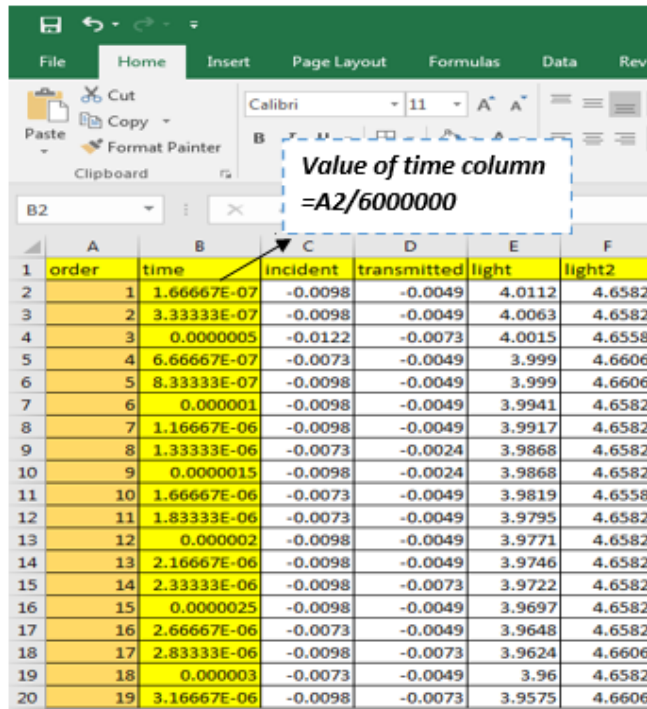 File Home Insert Page Layout Formulas Data Rev
Cut
Copy
Format Painter
Paste
Clipboard
Calibri 11 A A
B
Value of time column
=A2/6000000
B2
A B C D E F
1 order time incident transmitted light light2
2 1 1.66667E-07 -0.0098 -0.0049 4.0112 4.6582
3 2 3.33333E-07 -0.0098 -0.0049 4.0063 4.6582
4 3 0.0000005 -0.0122 -0.0073 4.0015 4.6558
5 4 6.66667E-07 -0.0073 -0.0049 3.999 4.6606
6 5 8.33333E-07 -0.0098 -0.0049 3.999 4.6606
7 6 0.000001 -0.0098 -0.0049 3.9941 4.6582
8 7 1.16667E-06 -0.0098 -0.0049 3.9917 4.6582
9 8 1.33333E-06 -0.0073 -0.0024 3.9868 4.6582
10 9 0.0000015 -0.0098 -0.0024 3.9868 4.6582
11 10 1.66667E-06 -0.0073 -0.0049 3.9819 4.6558
12 11 1.83333E-06 -0.0073 -0.0049 3.9795 4.6582
13 12 0.000002 -0.0098 -0.0049 3.9771 4.6582
14 13 2.16667E-06 -0.0098 -0.0049 3.9746 4.6582
15 14 2.33333E-06 -0.0098 -0.0073 3.9722 4.6582
16 15 0.0000025 -0.0098 -0.0049 3.9697 4.6582
17 16 2.66667E-06 -0.0073 -0.0049 3.9648 4.6582
18 17 2.83333E-06 -0.0098 -0.0073 3.9624 4.6606
19 18 0.000003 -0.0073 -0.0049 3.96 4.6582
20 19 3.16667E-06 -0.0098 -0.0073 3.9575 4.6606